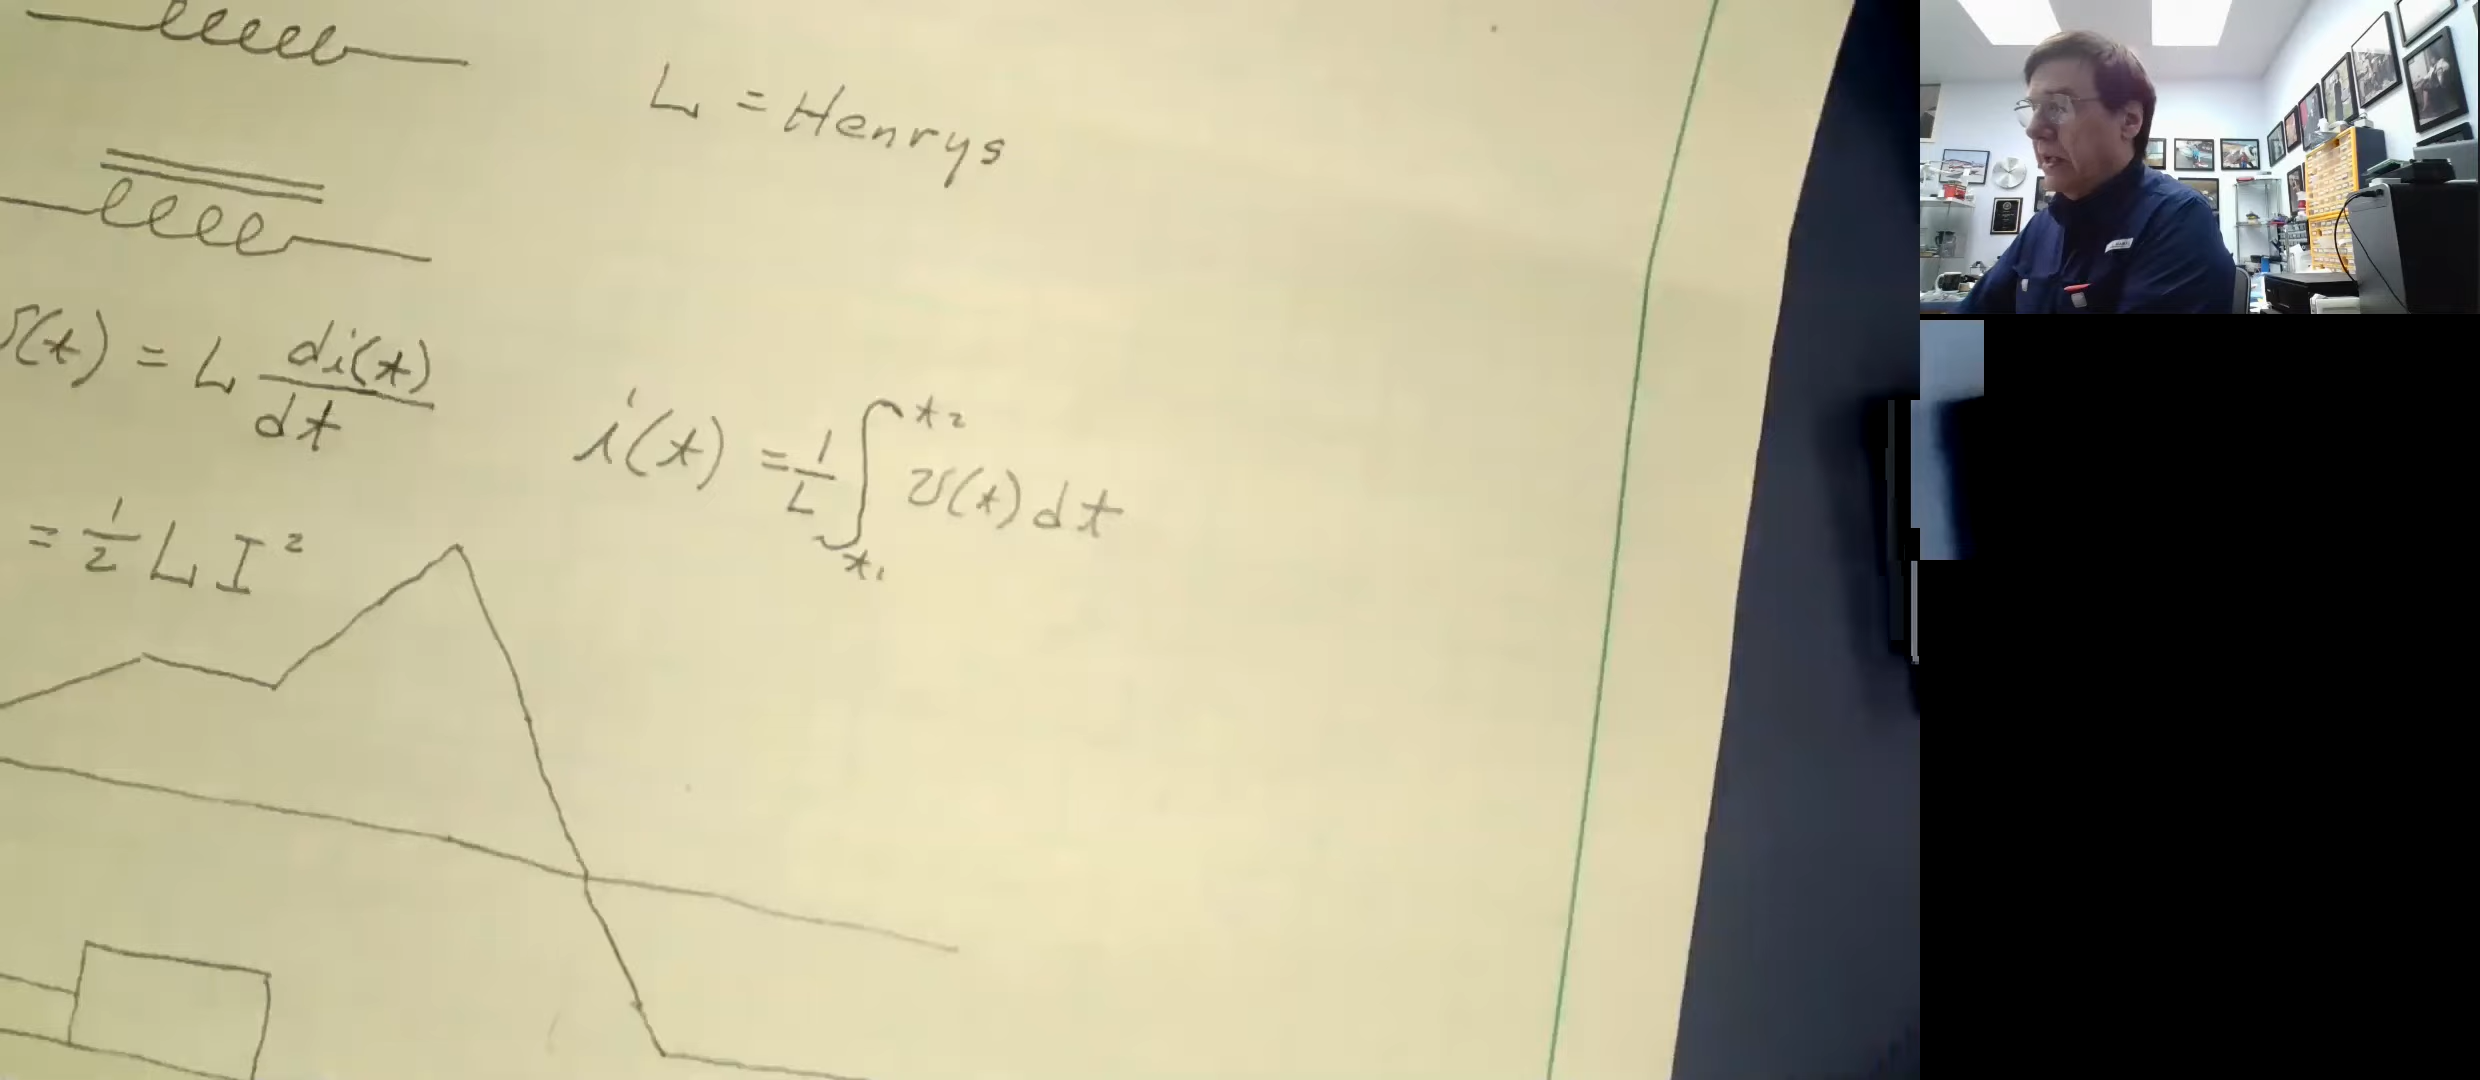 L = Henrys
v(t) = L di(t)/dt
i(t) = 1/L ∫ t2 t1 v(t) dt
= 1/2 L I²